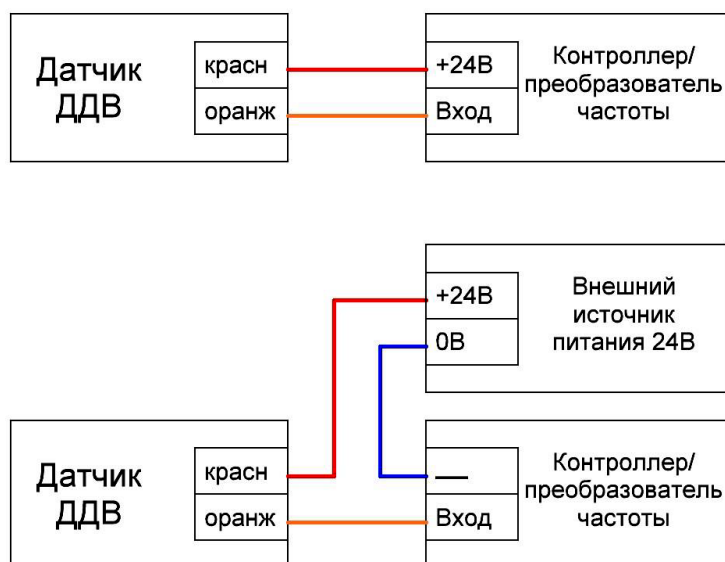 Датчик
ДДВ
красн
оранж
+24В
Вход
Контроллер/
преобразователь
частоты
+24В
0В
Внешний
источник
питания 24В
Датчик
ДДВ
красн
оранж
—
Вход
Контроллер/
преобразователь
частоты